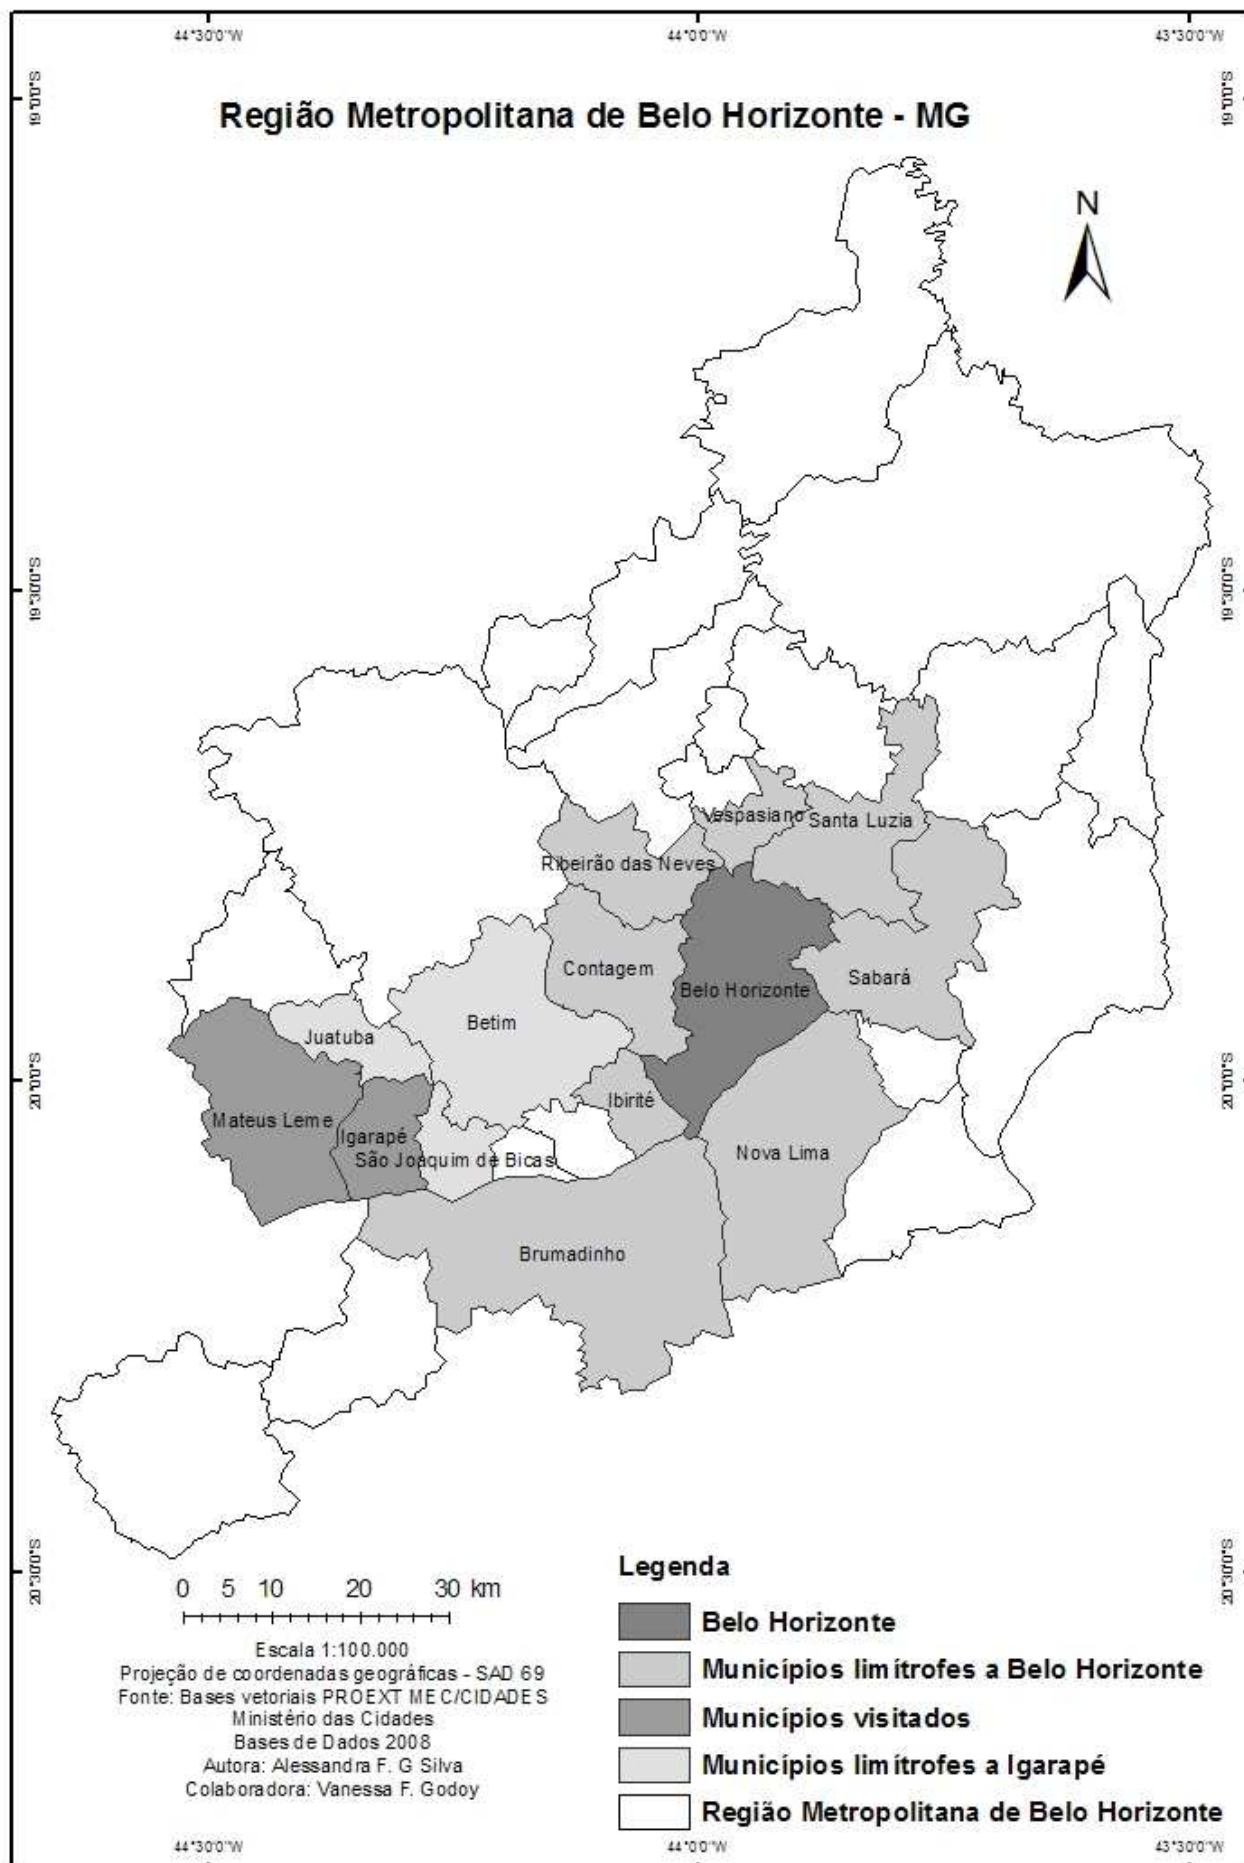 44°30'0"W 44°0'0"W 43°30'0"W
19°0'0"S 19°0'0"S
Região Metropolitana de Belo Horizonte - MG
N
19°30'0"S 19°30'0"S
Vespasiano
Santa Luzia
Ribeirão das Neves
Contagem
Sabará
Belo Horizonte
Betim
Juatuba
20°0'0"S 20°0'0"S
Ibirité
Mateus Leme
Igarapé
Nova Lima
São Joaquim de Bicas
Brumadinho
20°30'0"S 20°30'0"S
0 5 10 20 30 km
Escala 1:100.000
Projeção de coordenadas geográficas - SAD 69
Fonte: Bases vetoriais PROEXT MEC/CIDADES
Ministério das Cidades
Bases de Dados 2008
Autora: Alessandra F. G Silva
Colaboradora: Vanessa F. Godoy
Legenda
Belo Horizonte
Municípios limítrofes a Belo Horizonte
Municípios visitados
Municípios limítrofes a Igarapé
Região Metropolitana de Belo Horizonte
44°30'0"W 44°0'0"W 43°30'0"W